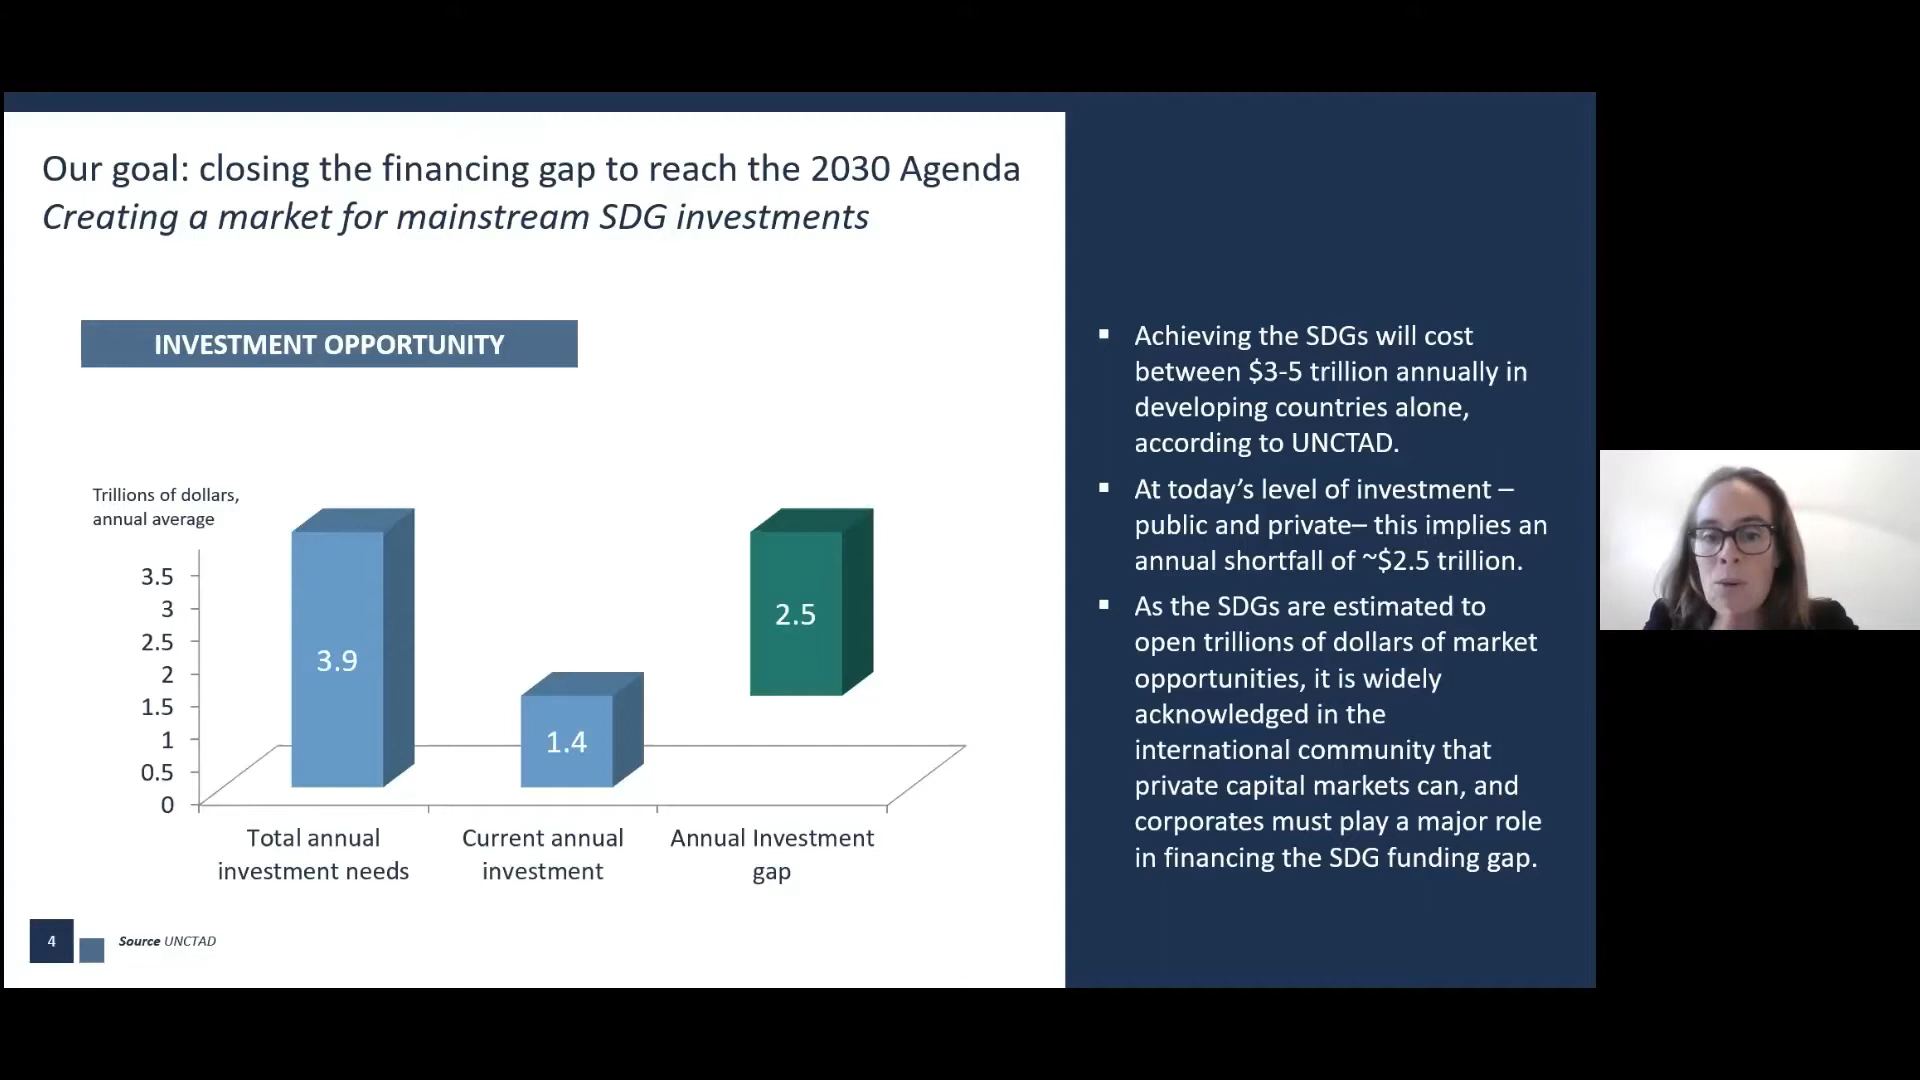 Our goal: closing the financing gap to reach the 2030 Agenda
Creating a market for mainstream SDG investments
INVESTMENT OPPORTUNITY
Trillions of dollars,
annual average
3.5
3
2.5
2
1.5
1
0.5
0
3.9
1.4
2.5
Total annual
investment needs
Current annual
investment
Annual Investment
gap
4
Source UNCTAD
▪ Achieving the SDGs will cost
between $3-5 trillion annually in
developing countries alone,
according to UNCTAD.
▪ At today’s level of investment –
public and private– this implies an
annual shortfall of ~$2.5 trillion.
▪ As the SDGs are estimated to
open trillions of dollars of market
opportunities, it is widely
acknowledged in the
international community that
private capital markets can, and
corporates must play a major role
in financing the SDG funding gap.